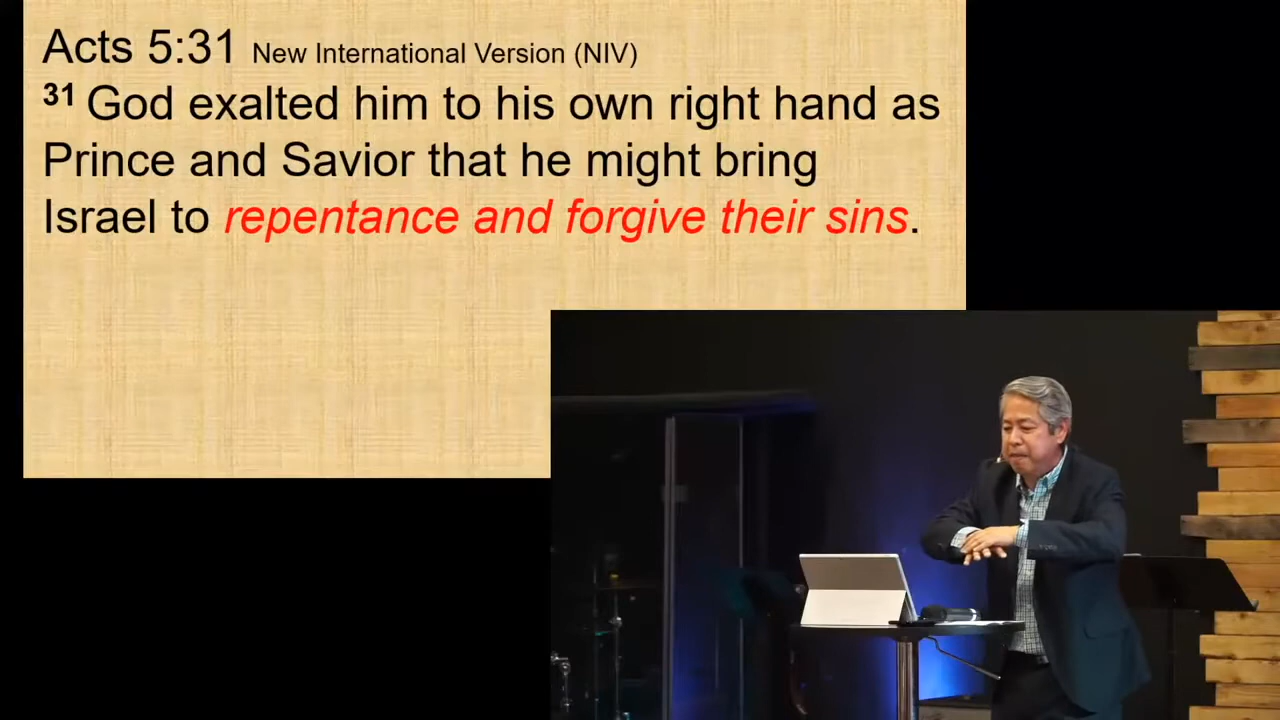 Acts 5:31 New International Version (NIV)
31 God exalted him to his own right hand as
Prince and Savior that he might bring
Israel to repentance and forgive their sins.